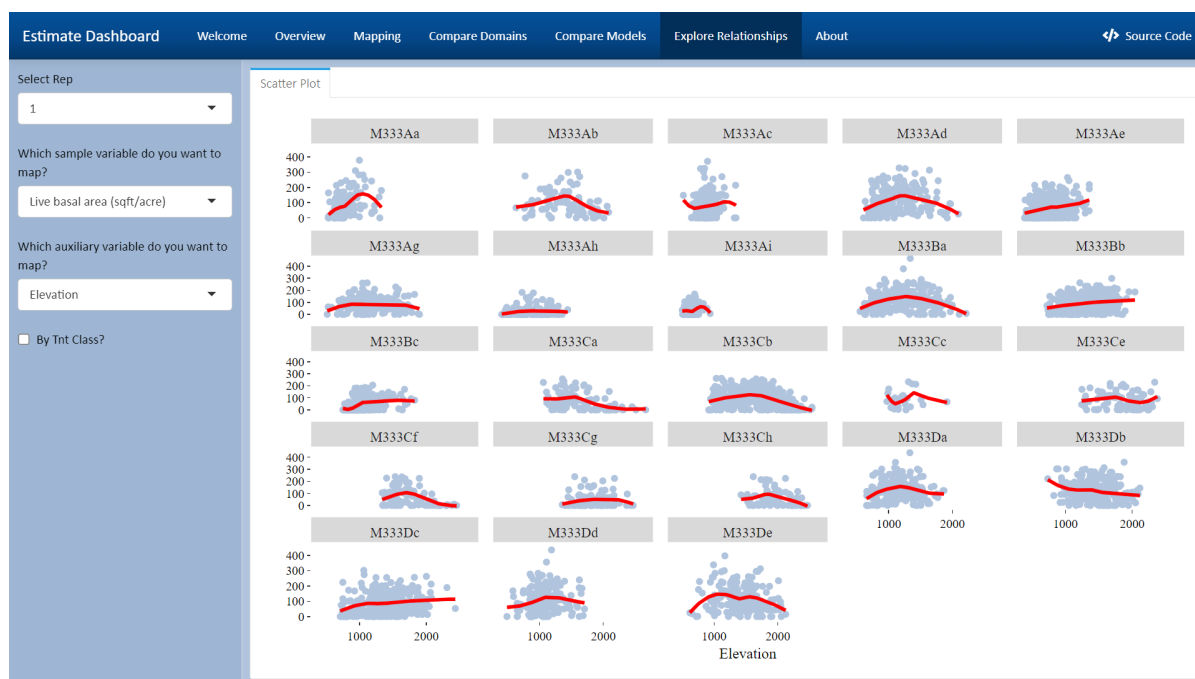 Estimate Dashboard Welcome Overview Mapping Compare Domains Compare Models Explore Relationships About </> Source Code
Select Rep
1
Which sample variable do you want to
map?
Live basal area (sqft/acre)
Which auxiliary variable do you want to
map?
Elevation
By Tnt Class?
Scatter Plot
M333Aa M333Ab M333Ac M333Ad M333Ae
400
300
200
100
0
M333Ag M333Ah M333Ai M333Ba M333Bb
400
300
200
100
0
M333Bc M333Ca M333Cb M333Cc M333Ce
400
300
200
100
0
M333Cf M333Cg M333Ch M333Da M333Db
400
300
200
100
0
1000 2000 1000 2000
M333Dc M333Dd M333De
400
300
200
100
0
1000 2000 1000 2000 1000 2000
Elevation